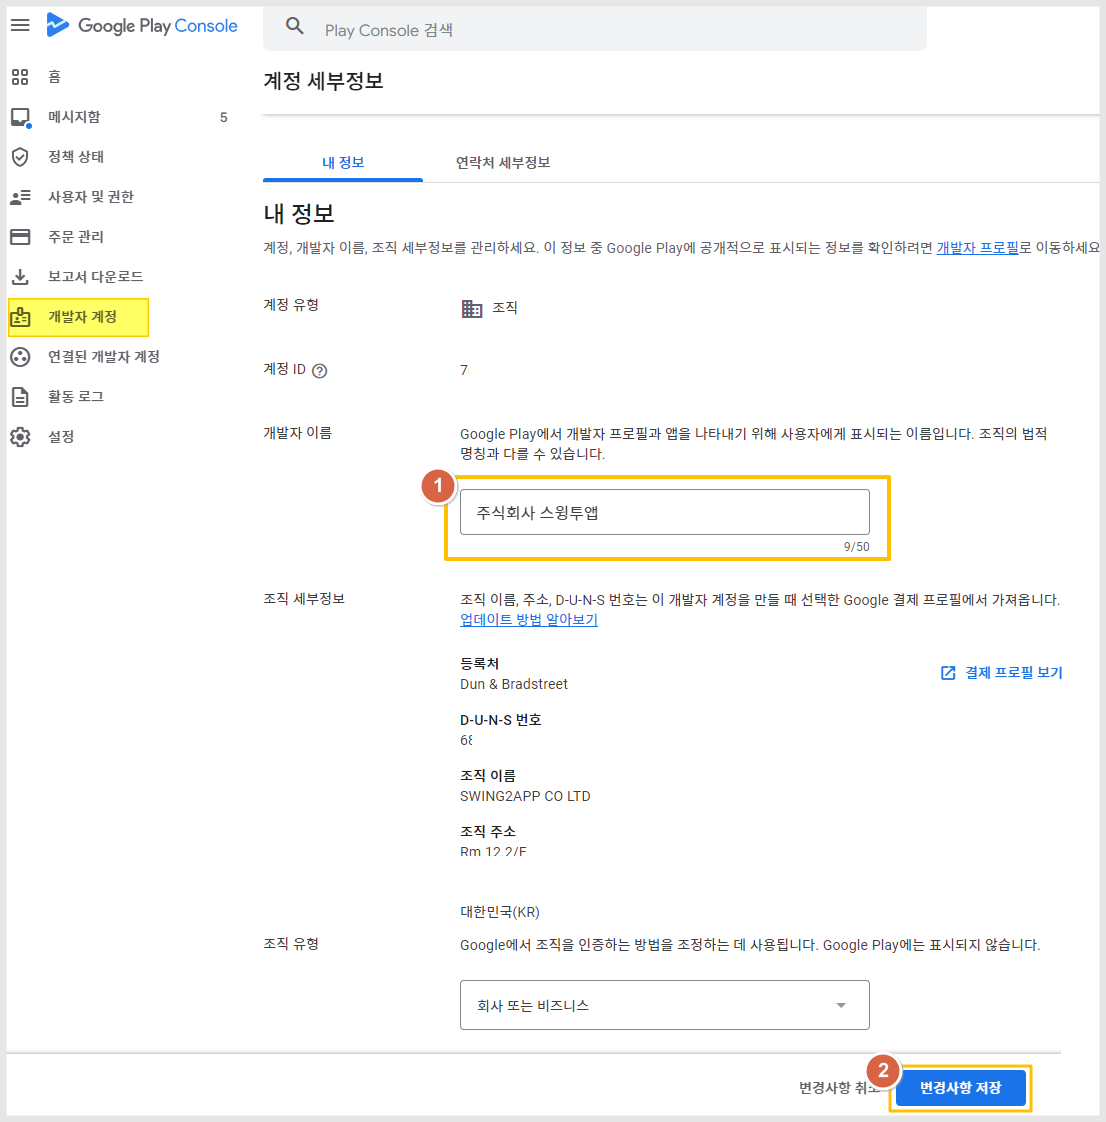 Google Play Console
Play Console 검색
홈
메시지함 5
정책 상태
사용자 및 권한
주문 관리
보고서 다운로드
개발자 계정
연결된 개발자 계정
활동 로그
설정
계정 세부정보
내 정보
연락처 세부정보
내 정보
계정, 개발자 이름, 조직 세부정보를 관리하세요. 이 정보 중 Google Play에 공개적으로 표시되는 정보를 확인하려면 개발자 프로필로 이동하세요
계정 유형
조직
계정 ID
7
개발자 이름
Google Play에서 개발자 프로필과 앱을 나타내기 위해 사용자에게 표시되는 이름입니다. 조직의 법적
명칭과 다를 수 있습니다.
1
주식회사 스윙투앱
9/50
조직 세부정보
조직 이름, 주소, D-U-N-S 번호는 이 개발자 계정을 만들 때 선택한 Google 결제 프로필에서 가져옵니다.
업데이트 방법 알아보기
등록처
Dun & Bradstreet
결제 프로필 보기
D-U-N-S 번호
조직 이름
SWING2APP CO LTD
조직 주소
Rm 12 2/F
대한민국(KR)
조직 유형
Google에서 조직을 인증하는 방법을 조정하는 데 사용됩니다. Google Play에는 표시되지 않습니다.
회사 또는 비즈니스
2
변경사항 취소
변경사항 저장